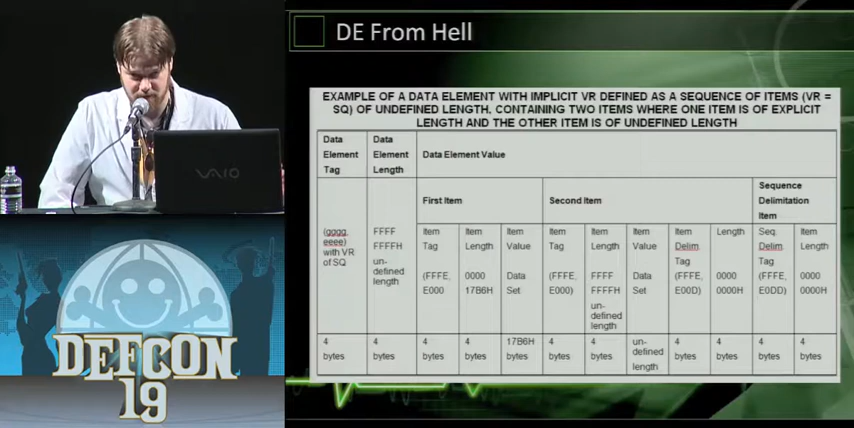 DE From Hell
EXAMPLE OF A DATA ELEMENT WITH IMPLICIT VR DEFINED AS A SEQUENCE OF ITEMS (VR =
SQ) OF UNDEFINED LENGTH, CONTAINING TWO ITEMS WHERE ONE ITEM IS OF EXPLICIT
LENGTH AND THE OTHER ITEM IS OF UNDEFINED LENGTH
Data Element Tag
Data Element Length
Data Element Value
First Item
Second Item
Sequence Delimitation Item
(gggg, eeee) with VR of SQ
FFFF FFFFH un-defined length
Item Tag (FFFE, E000
Item Length 0000 17B6H
Item Value Data Set
Item Tag (FFFE, E000)
Item Length FFFF FFFFH un-defined length
Item Value Data Set
Item Delim. Tag (FFFE, E00D)
Length 0000 0000H
Seq. Delim. Tag (FFFE, E0DD)
Item Length 0000 0000H
4 bytes
4 bytes
4 bytes
4 bytes
17B6H bytes
4 bytes
4 bytes
un-defined length
4 bytes
4 bytes
4 bytes
4 bytes
VAIO
DEFCON
19